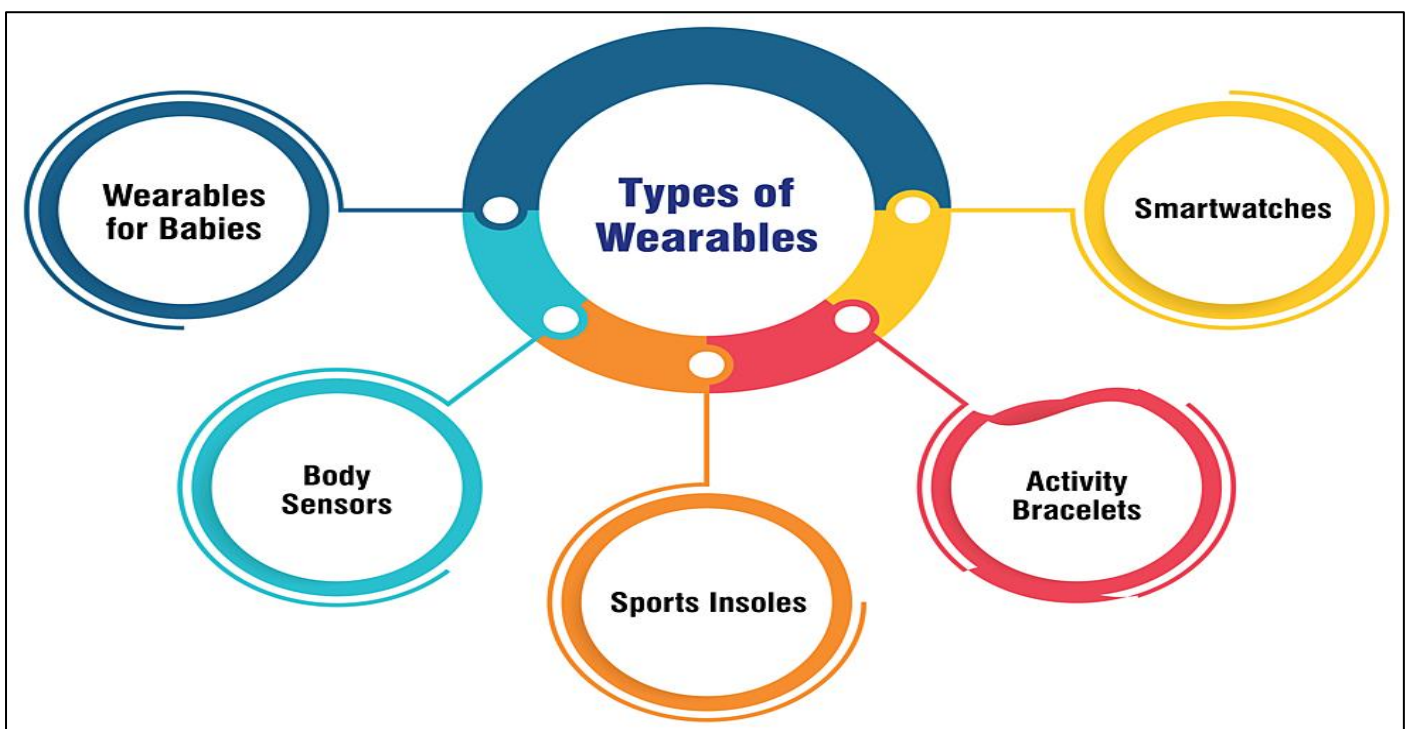 Types of
Wearables
Wearables
for Babies
Body
Sensors
Sports Insoles
Activity
Bracelets
Smartwatches